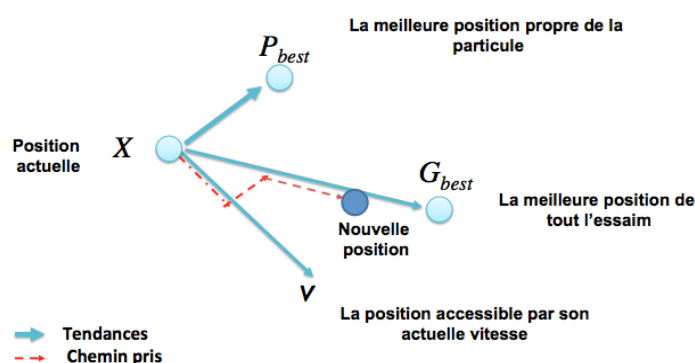 La meilleure position propre de la
particule
P_best
Position
actuelle
X
G_best
La meilleure position de
tout l'essaim
Nouvelle
position
V
La position accessible par son
actuelle vitesse
Tendances
Chemin pris